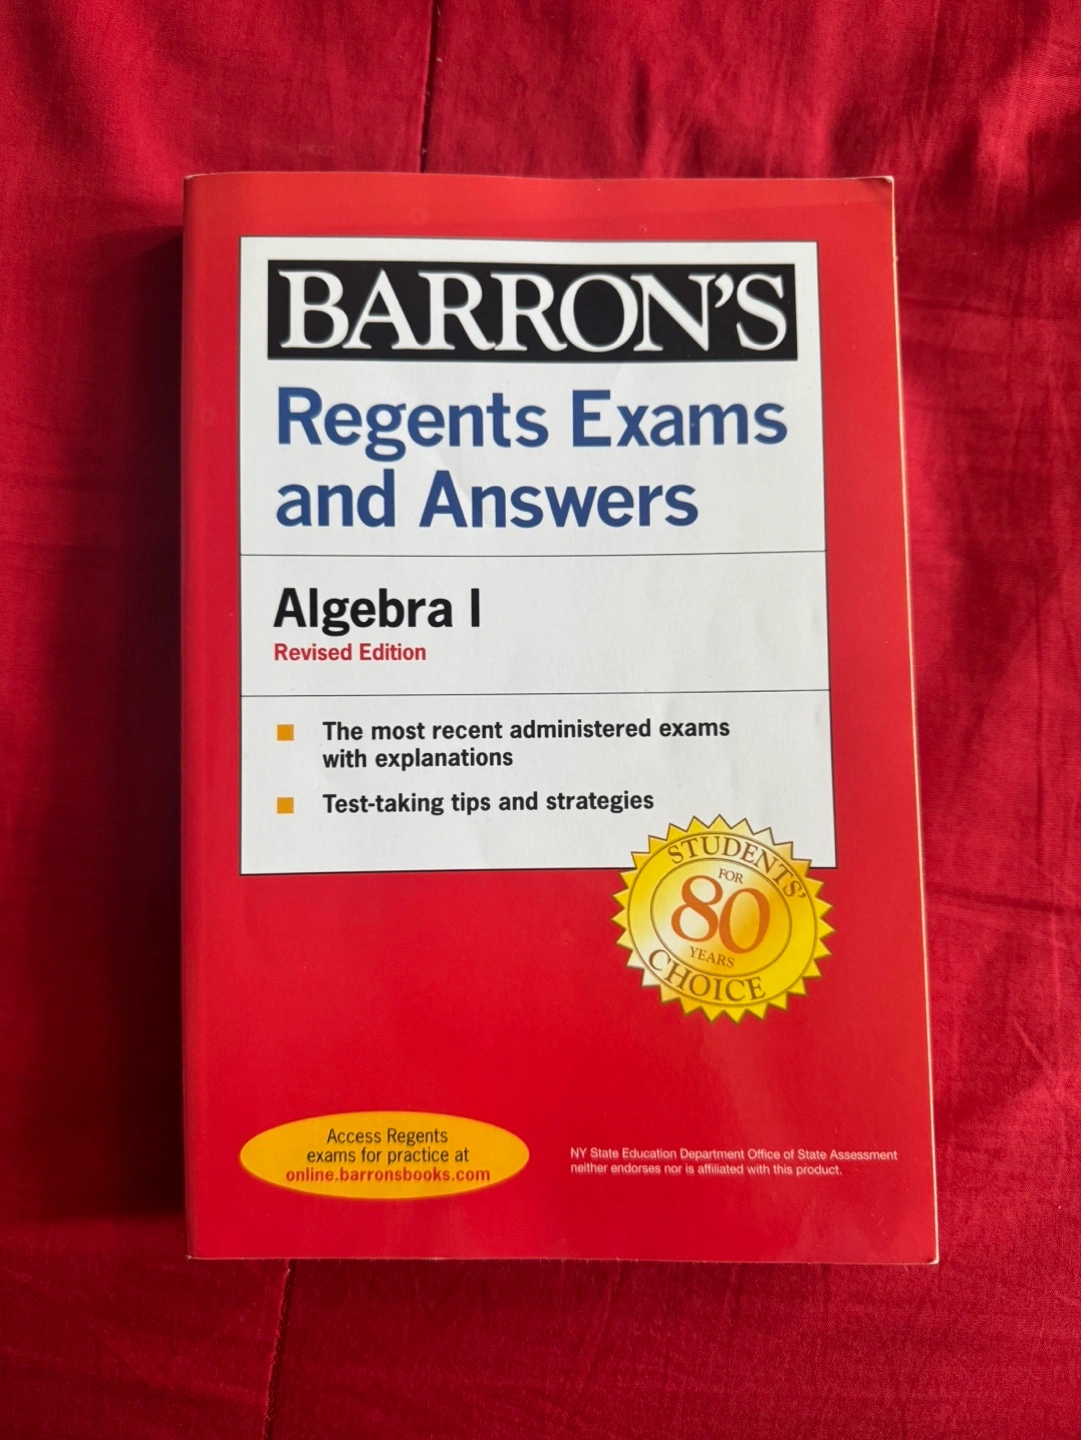 BARRON'S
Regents Exams
and Answers
Algebra I
Revised Edition
The most recent administered exams
with explanations
Test-taking tips and strategies
STUDENTS'
FOR
80
YEARS
CHOICE
Access Regents
exams for practice at
online.barronsbooks.com
NY State Education Department Office of State Assessment
neither endorses nor is affiliated with this product.